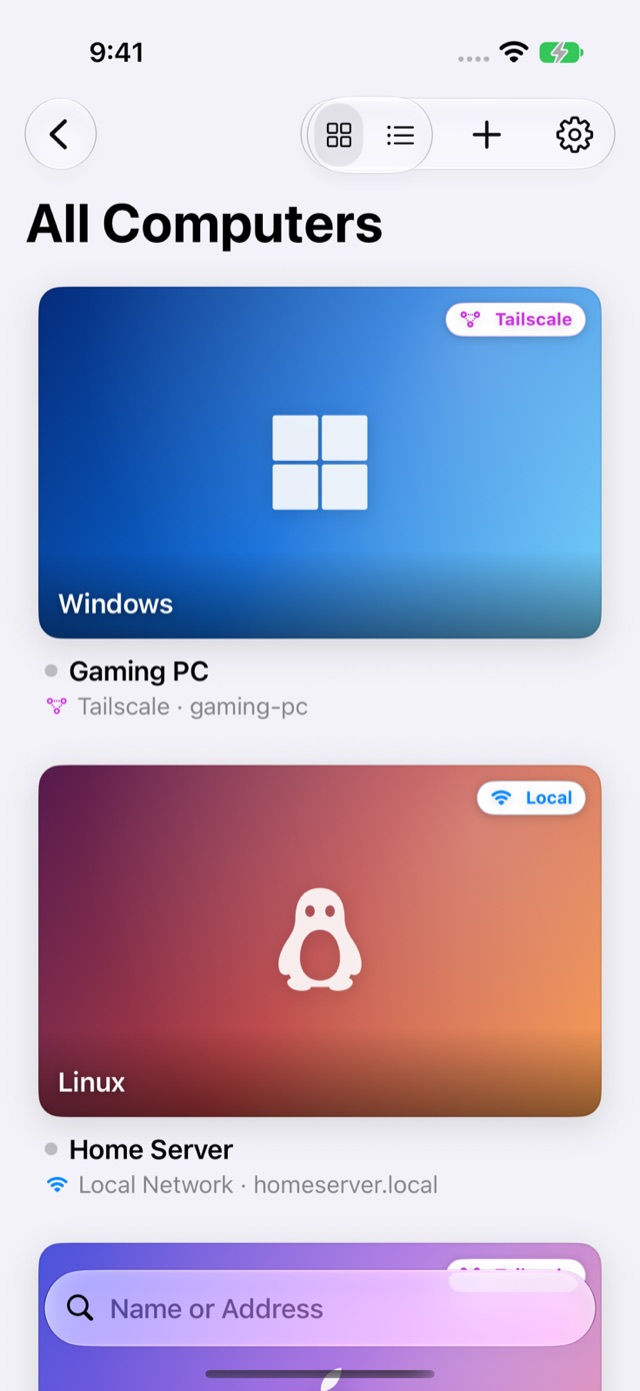 9:41
All Computers
Tailscale
Windows
Gaming PC
Tailscale · gaming-pc
Local
Linux
Home Server
Local Network · homeserver.local
Name or Address